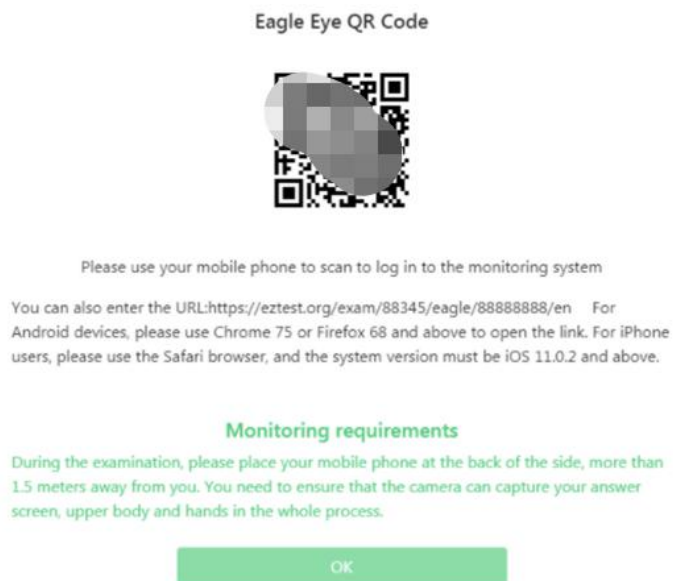 Eagle Eye QR Code
Please use your mobile phone to scan to log in to the monitoring system
You can also enter the URL:https://eztest.org/exam/88345/eagle/88888888/en For
Android devices, please use Chrome 75 or Firefox 68 and above to open the link. For iPhone
users, please use the Safari browser, and the system version must be iOS 11.0.2 and above.
Monitoring requirements
During the examination, please place your mobile phone at the back of the side, more than
1.5 meters away from you. You need to ensure that the camera can capture your answer
screen, upper body and hands in the whole process.
OK